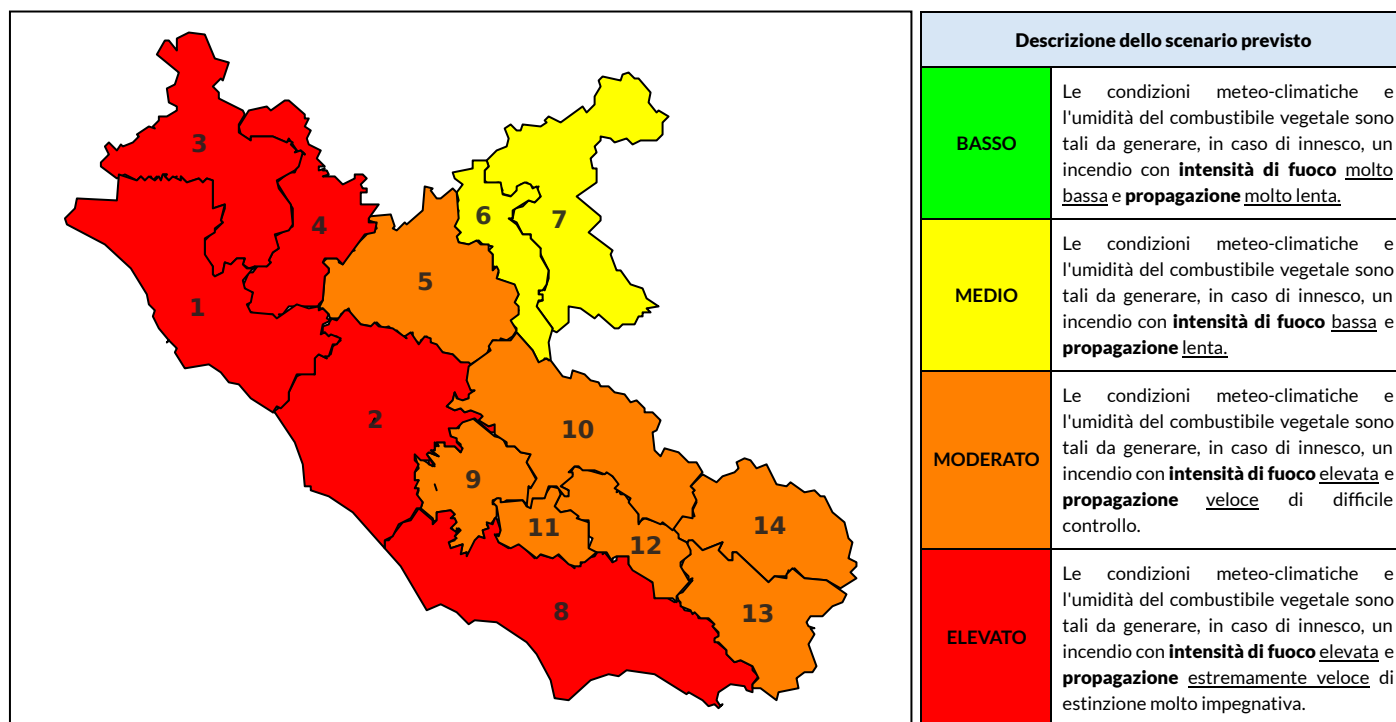 3
4
6
7
5
1
2
10
9
11
12
14
8
13
Descrizione dello scenario previsto
BASSO
Le condizioni meteo-climatiche e
l'umidità del combustibile vegetale sono
tali da generare, in caso di innesco, un
incendio con intensità di fuoco molto
bassa e propagazione molto lenta.
MEDIO
Le condizioni meteo-climatiche e
l'umidità del combustibile vegetale sono
tali da generare, in caso di innesco, un
incendio con intensità di fuoco bassa e
propagazione lenta.
MODERATO
Le condizioni meteo-climatiche e
l'umidità del combustibile vegetale sono
tali da generare, in caso di innesco, un
incendio con intensità di fuoco elevata e
propagazione veloce di difficile
controllo.
ELEVATO
Le condizioni meteo-climatiche e
l'umidità del combustibile vegetale sono
tali da generare, in caso di innesco, un
incendio con intensità di fuoco elevata e
propagazione estremamente veloce di
estinzione molto impegnativa.